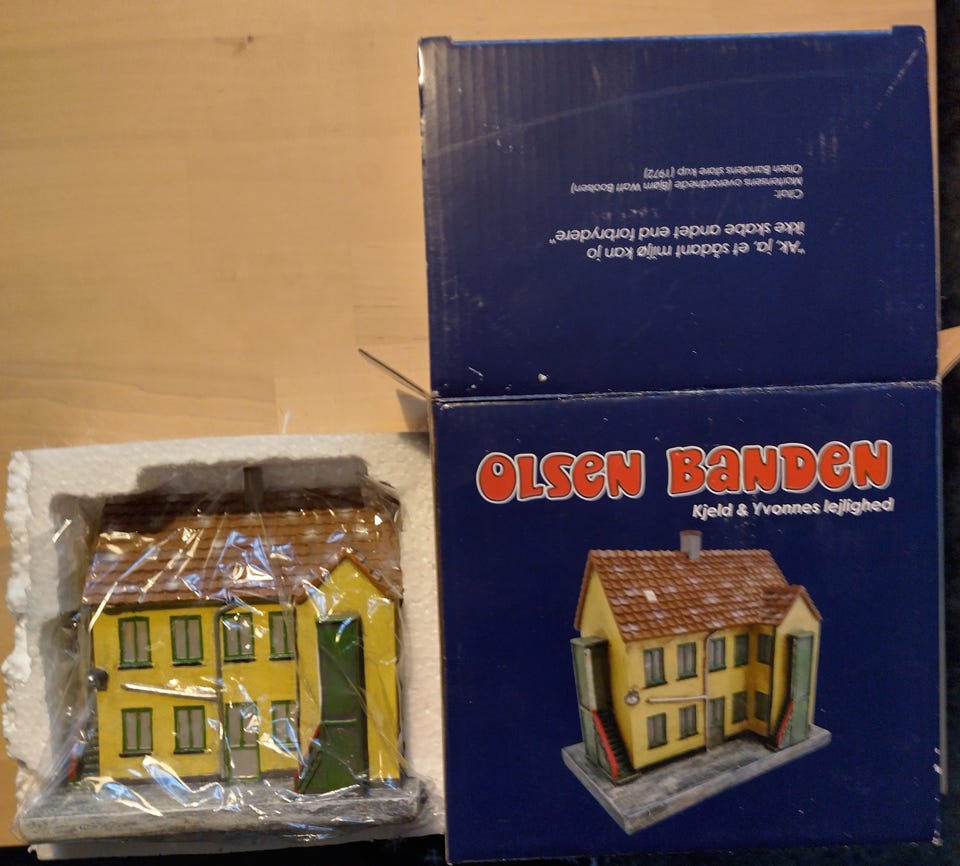 "Ak, ja, et sådant miljø kan jo
ikke skabe andet end forbrydere"
Citat:
Mortensens overordnede (Bjørn Watt Boolsen)
Olsen Bandens store kup (1972)
OLSEN BANDEN
Kjeld & Yvonnes lejlighed